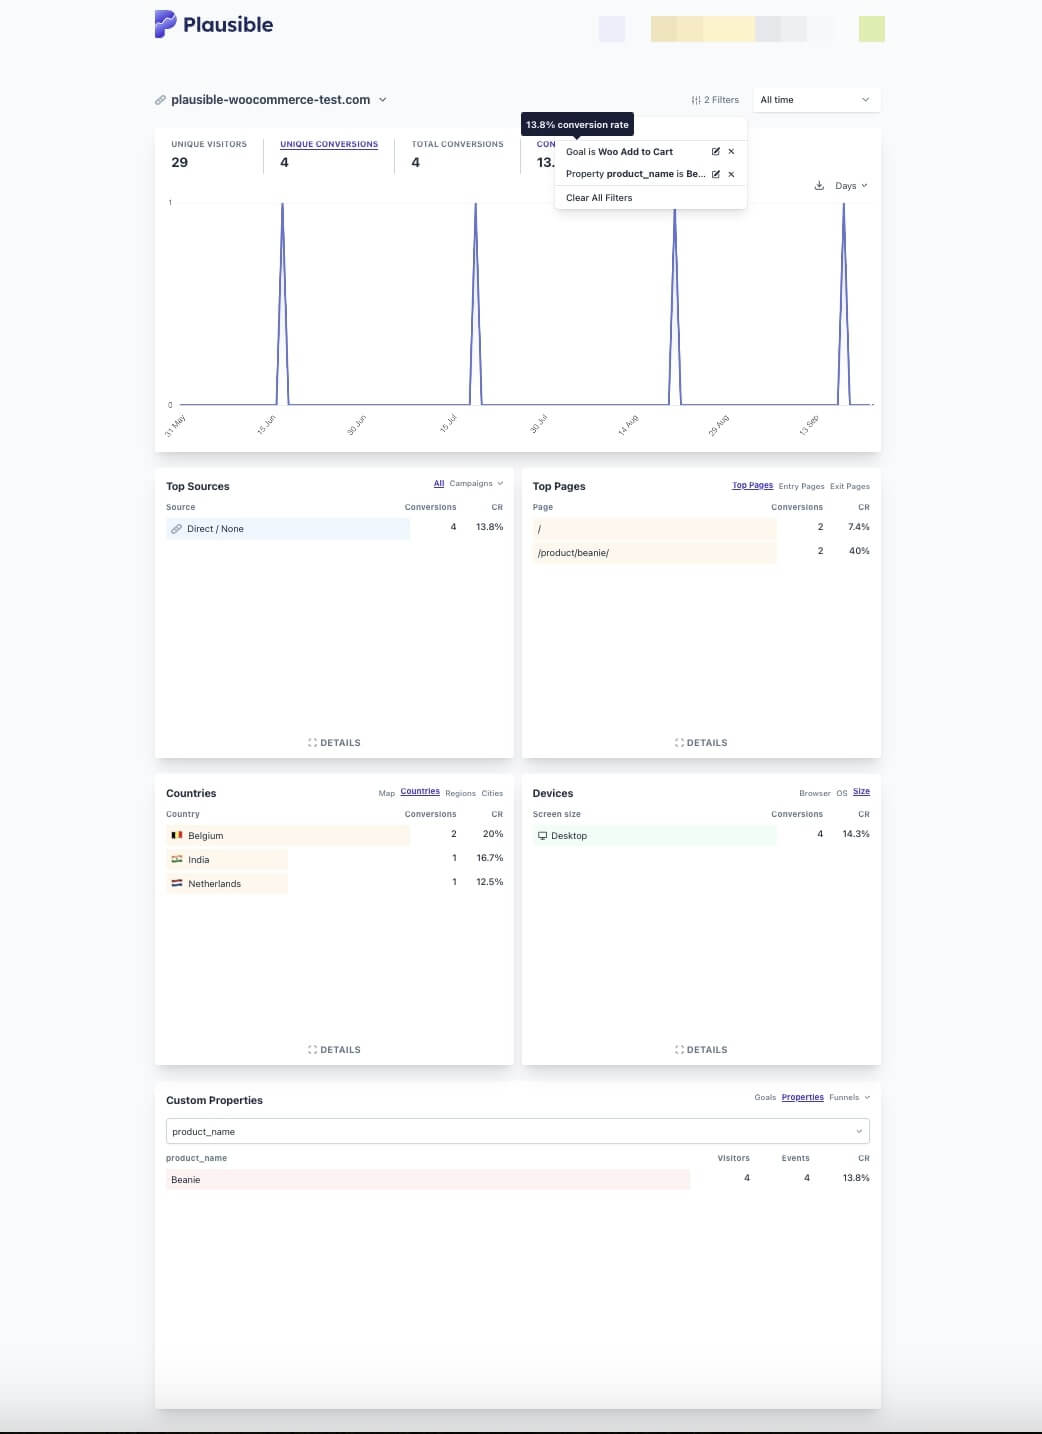 Plausible
plausible-woocommerce-test.com
2 Filters
All time
13.8% conversion rate
UNIQUE VISITORS
29
UNIQUE CONVERSIONS
4
TOTAL CONVERSIONS
4
CON
13.
Goal is Woo Add to Cart
Property product_name is Be...
Clear All Filters
Days
1
0
31 May
15 Jun
30 Jun
15 Jul
30 Jul
14 Aug
29 Aug
13 Sep
Top Sources
All Campaigns
Source Conversions CR
Direct / None 4 13.8%
DETAILS
Top Pages
Top Pages Entry Pages Exit Pages
Page Conversions CR
/ 2 7.4%
/product/beanie/ 2 40%
DETAILS
Countries
Map Countries Regions Cities
Country Conversions CR
Belgium 2 20%
India 1 16.7%
Netherlands 1 12.5%
DETAILS
Devices
Browser OS Size
Screen size Conversions CR
Desktop 4 14.3%
DETAILS
Custom Properties
Goals Properties Funnels
product_name
product_name Visitors Events CR
Beanie 4 4 13.8%